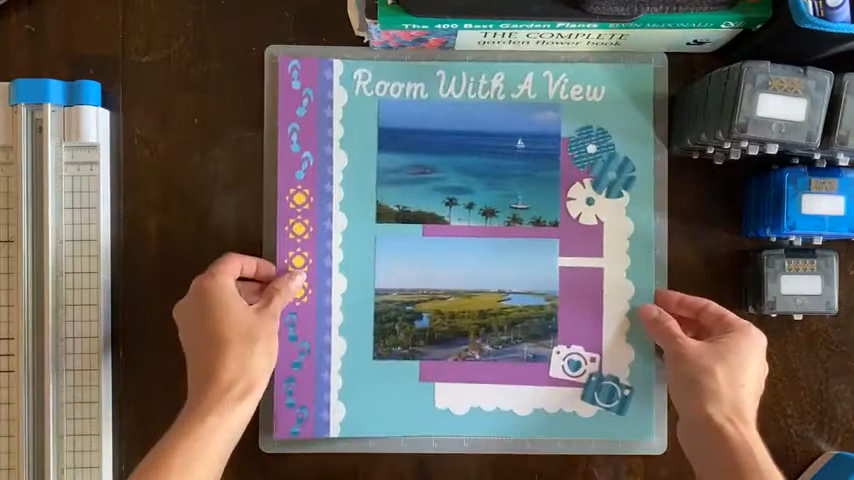 The 400 Best Garden Plants
THE COMPLETE
garden flower book
Room With A View